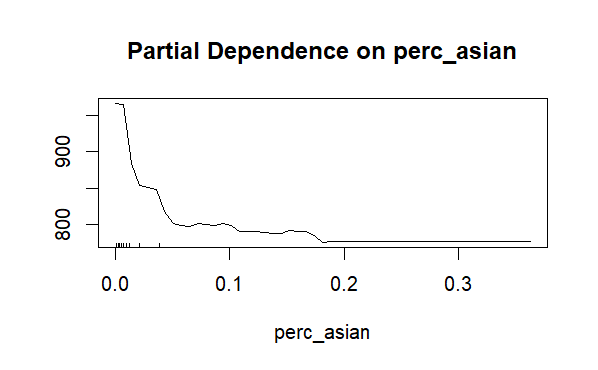 Partial Dependence on perc_asian
900
800
0.0 0.1 0.2 0.3
perc_asian